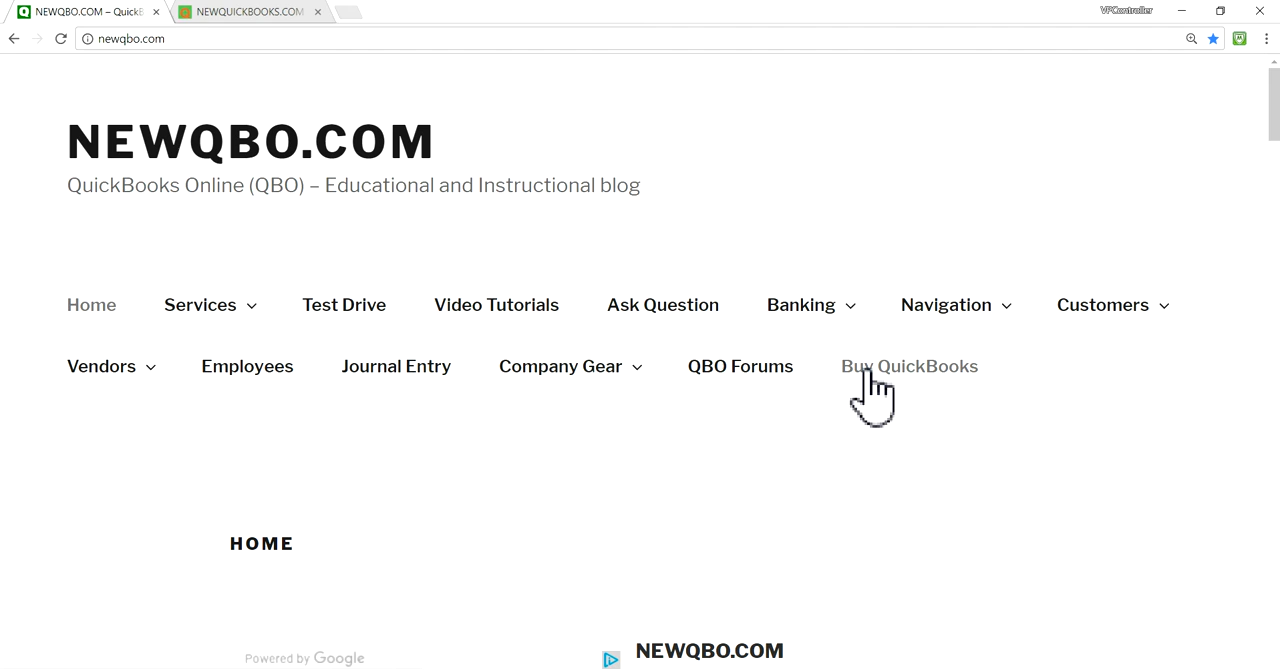 NEWQBO.COM – QuickB
NEWQUICKBOOKS.COM
VPController
newqbo.com
NEWQBO.COM
QuickBooks Online (QBO) – Educational and Instructional blog
Home Services Test Drive Video Tutorials Ask Question Banking Navigation Customers
Vendors Employees Journal Entry Company Gear QBO Forums Buy QuickBooks
HOME
Powered by Google
NEWQBO.COM